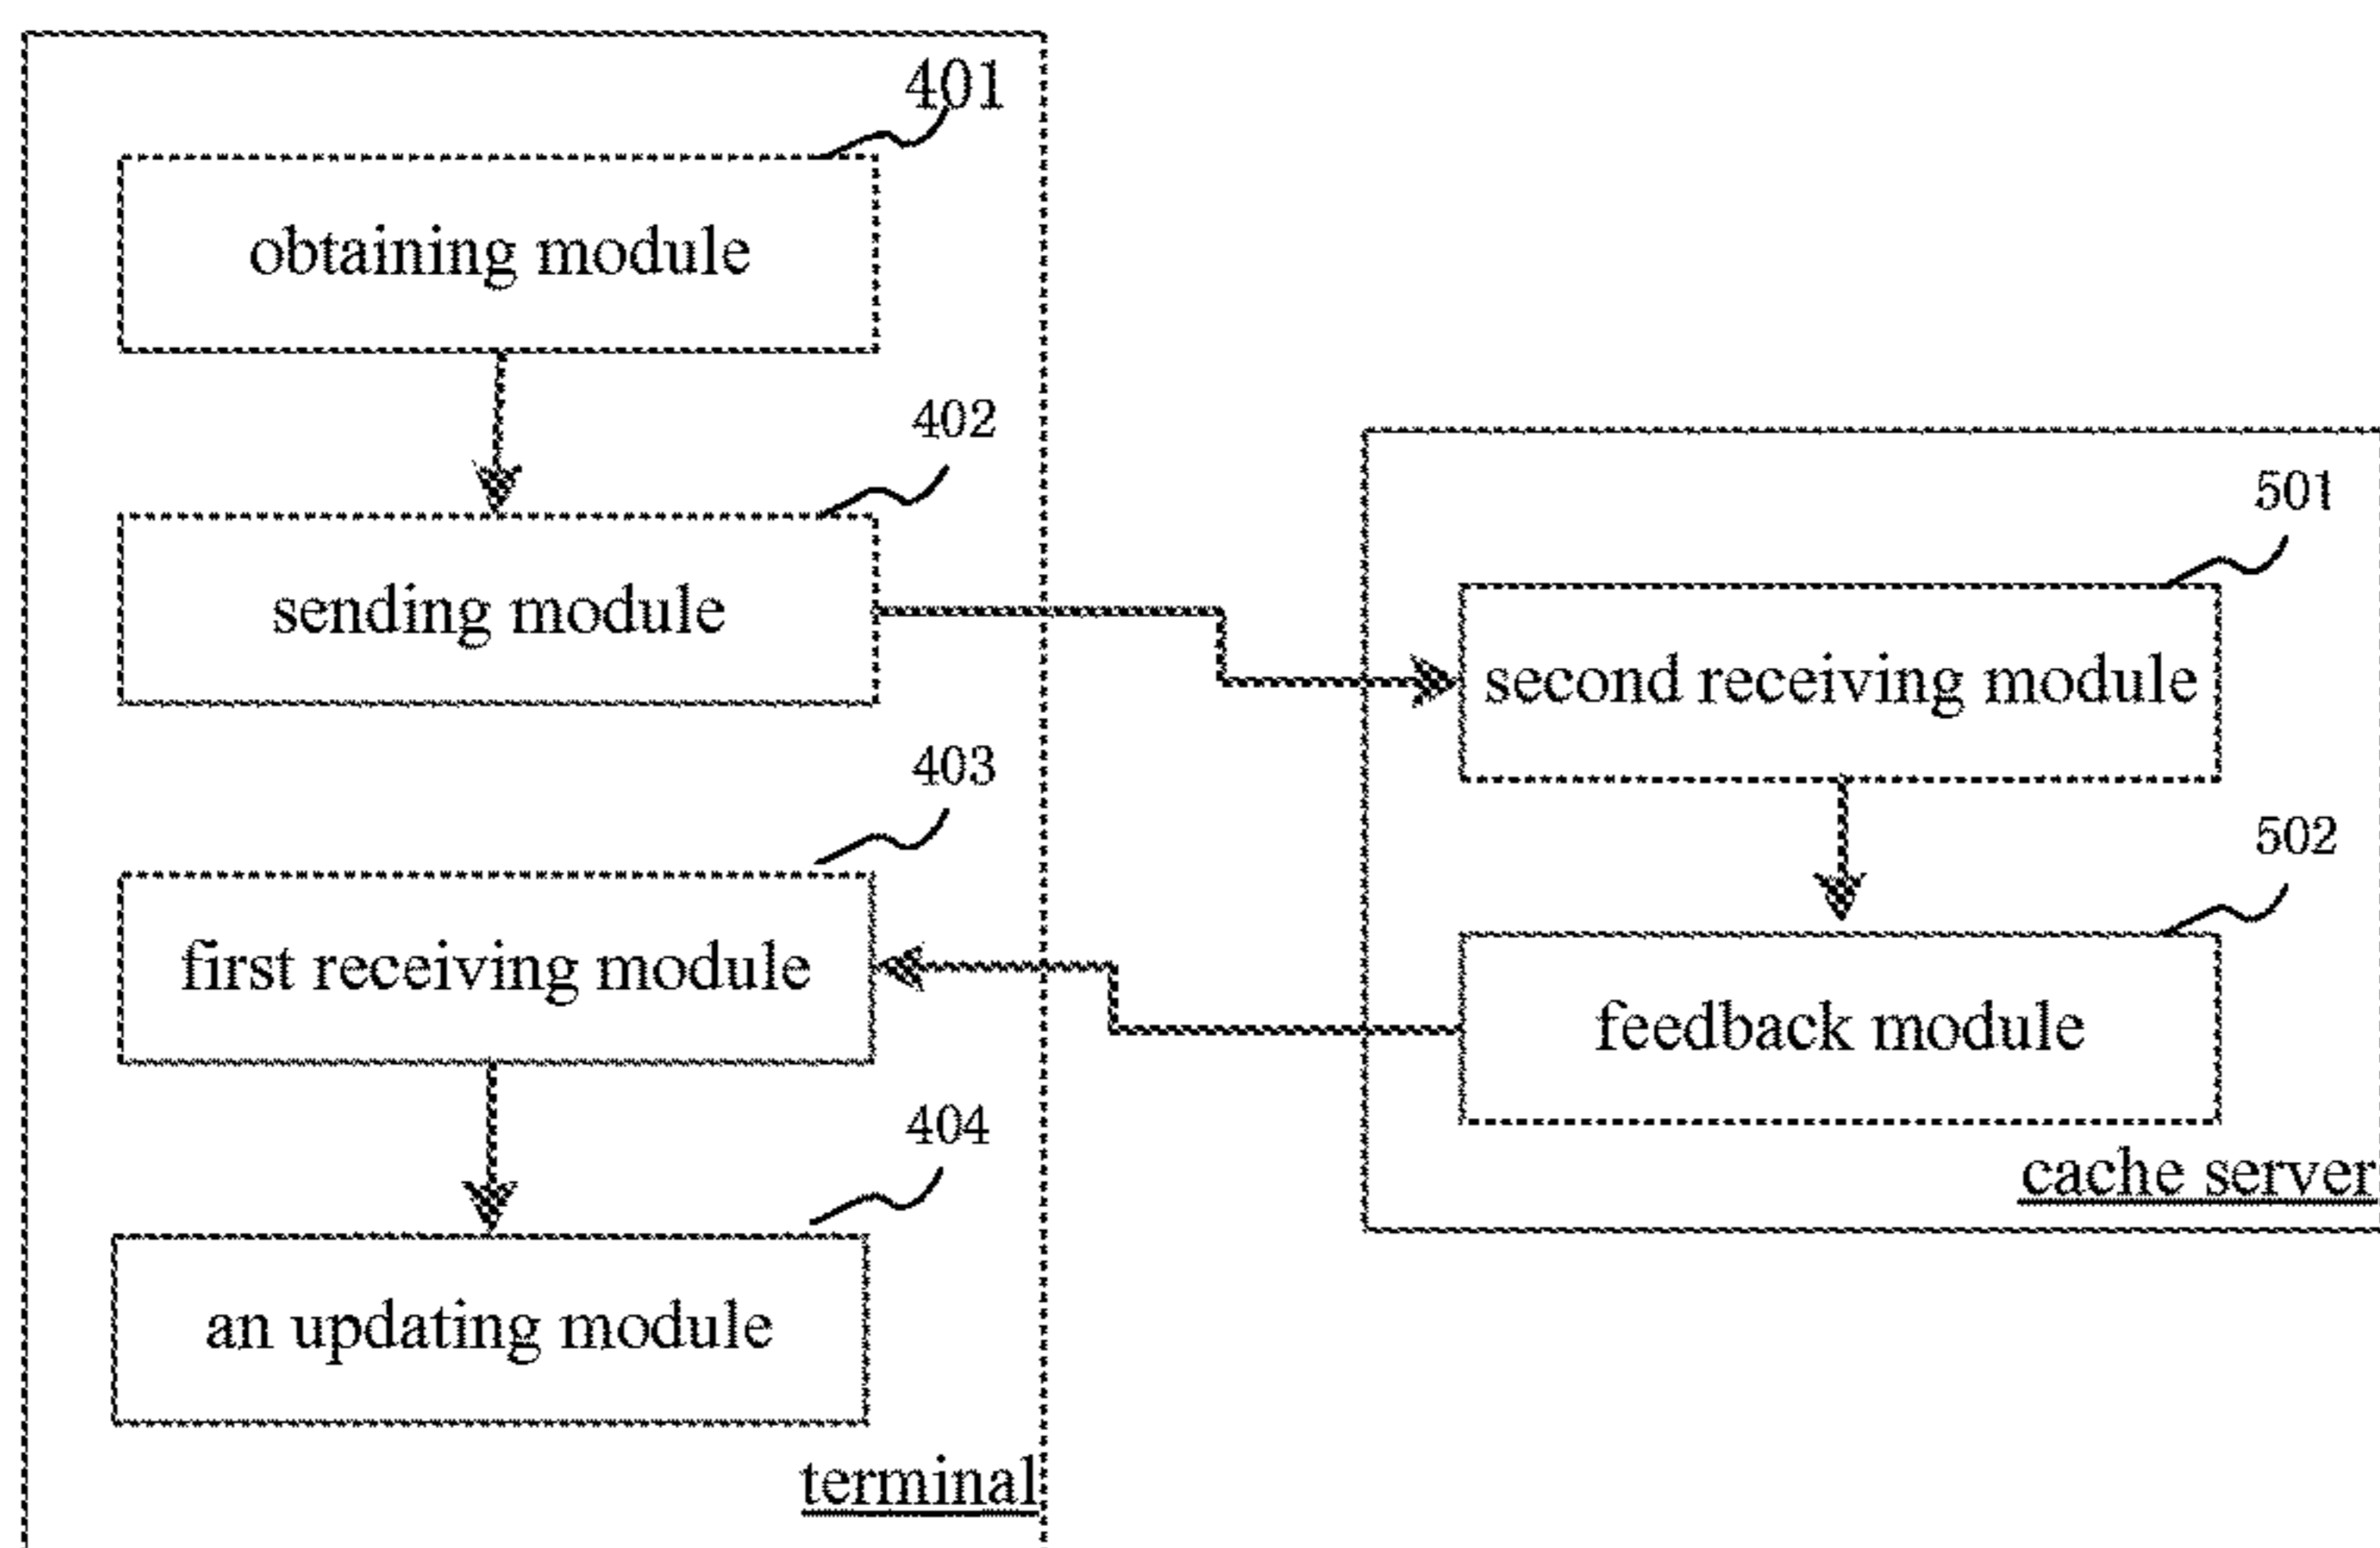 401
obtaining module
402
sending module
403
first receiving module
404
an updating module
terminal
501
second receiving module
502
feedback module
cache server